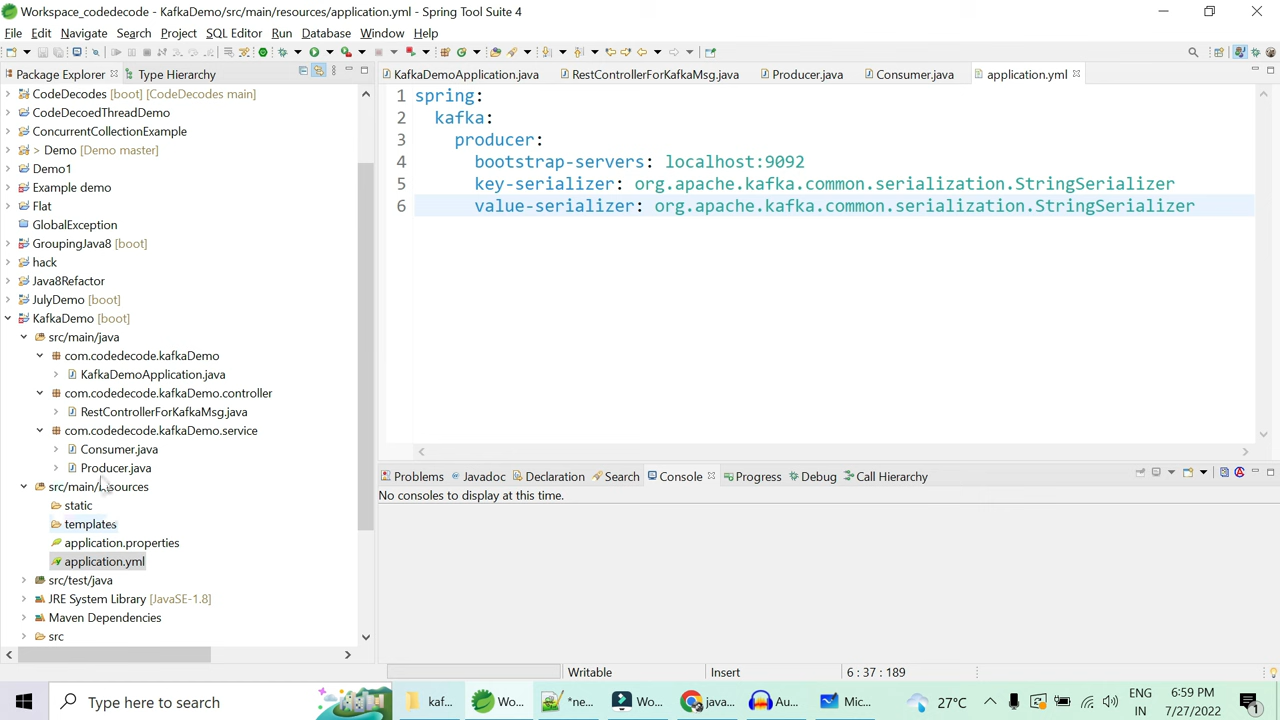 Workspace_codedecode - KafkaDemo/src/main/resources/application.yml - Spring Tool Suite 4
File Edit Navigate Search Project SQL Editor Run Database Window Help
Package Explorer Type Hierarchy
KafkaDemoApplication.java RestControllerForKafkaMsg.java Producer.java Consumer.java application.yml
CodeDecodes [boot] [CodeDecodes main]
CodeDecoedThreadDemo
ConcurrentCollectionExample
> Demo [Demo master]
Demo1
Example demo
Flat
GlobalException
GroupingJava8 [boot]
hack
Java8Refactor
JulyDemo [boot]
KafkaDemo [boot]
src/main/java
com.codedecode.kafkaDemo
KafkaDemoApplication.java
com.codedecode.kafkaDemo.controller
RestControllerForKafkaMsg.java
com.codedecode.kafkaDemo.service
Consumer.java
Producer.java
src/main/resources
static
templates
application.properties
application.yml
src/test/java
JRE System Library [JavaSE-1.8]
Maven Dependencies
src
1 spring:
2 kafka:
3 producer:
4 bootstrap-servers: localhost:9092
5 key-serializer: org.apache.kafka.common.serialization.StringSerializer
6 value-serializer: org.apache.kafka.common.serialization.StringSerializer
Problems Javadoc Declaration Search Console Progress Debug Call Hierarchy
No consoles to display at this time.
Writable Insert 6 : 37 : 189
Type here to search
kaf... Wo... *ne... Wo... java... Au... Mic...
27°C
ENG
IN
6:59 PM
7/27/2022
1